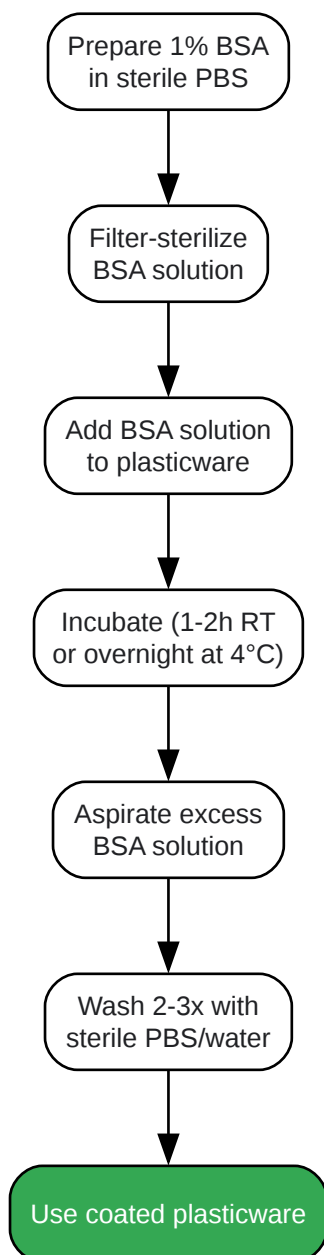 Prepare 1% BSA
in sterile PBS
Filter-sterilize
BSA solution
Add BSA solution
to plasticware
Incubate (1-2h RT
or overnight at 4°C)
Aspirate excess
BSA solution
Wash 2-3x with
sterile PBS/water
Use coated plasticware